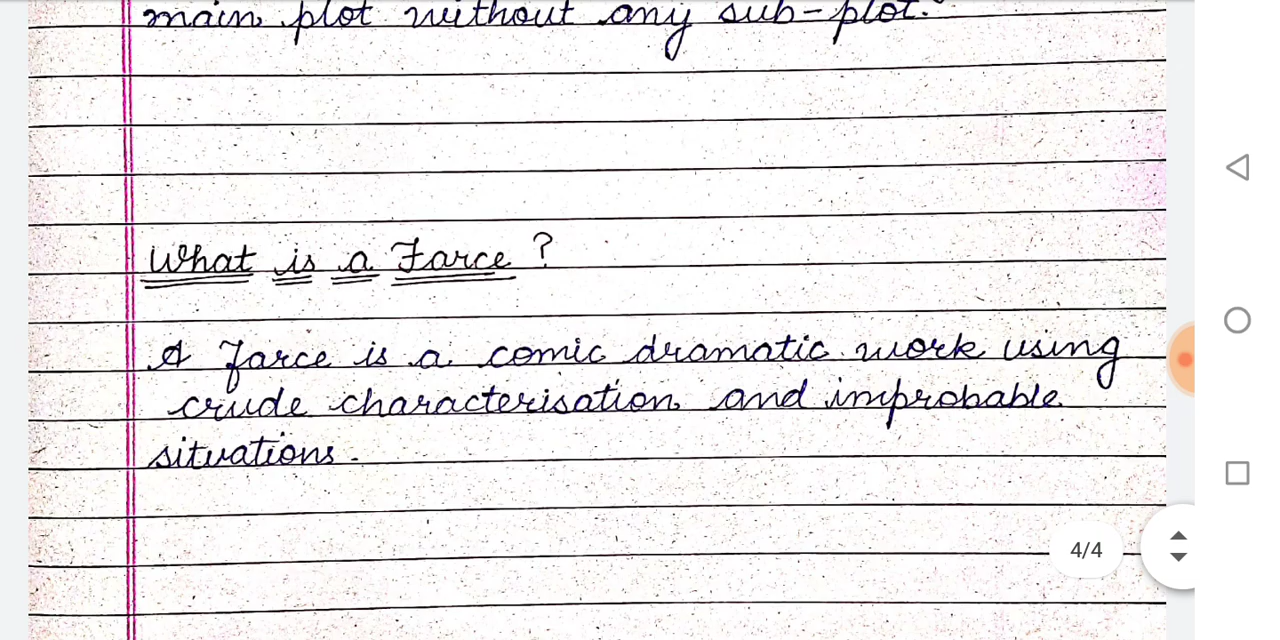 main plot without any sub-plot.
What is a Farce ?
A farce is a comic dramatic work using
crude characterisation and improbable
situations.
4/4